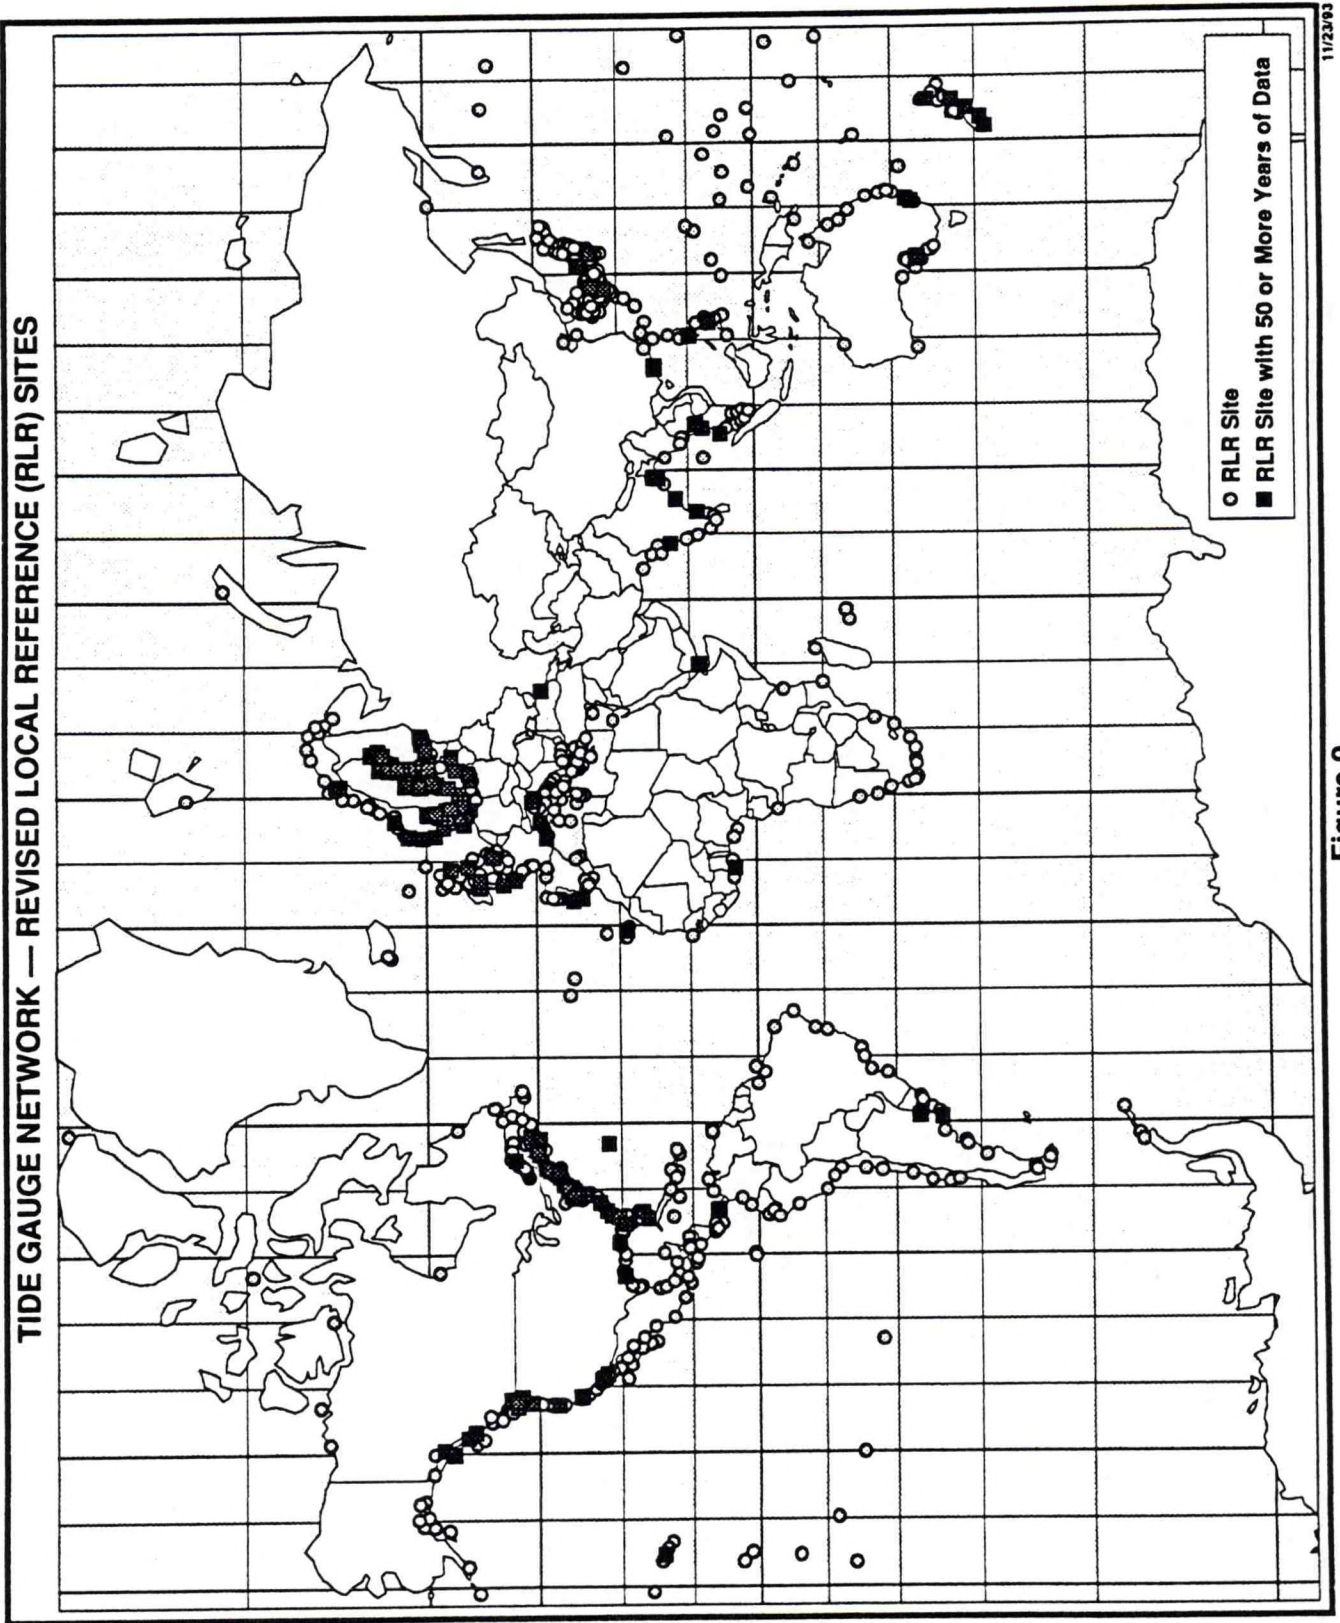 TIDE GAUGE NETWORK — REVISED LOCAL REFERENCE (RLR) SITES
RLR Site
RLR Site with 50 or More Years of Data
11/23/93